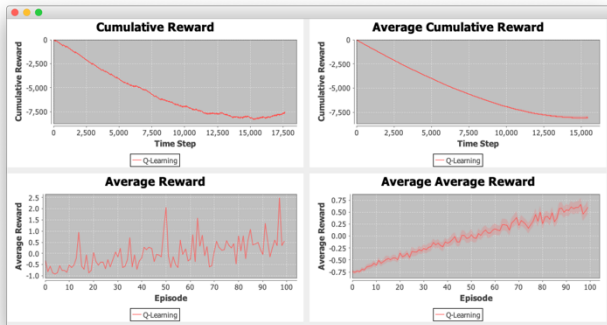 Cumulative Reward
Cumulative Reward
0
-2,500
-5,000
-7,500
0 2,500 5,000 7,500 10,000 12,500 15,000 17,500
Time Step
Q-Learning
Average Cumulative Reward
Cumulative Reward
0
-2,500
-5,000
-7,500
0 2,500 5,000 7,500 10,000 12,500 15,000
Time Step
Q-Learning
Average Reward
Average Reward
2.5
2.0
1.5
1.0
0.5
0.0
-0.5
-1.0
0 10 20 30 40 50 60 70 80 90 100
Episode
Q-Learning
Average Average Reward
Average Reward
0.75
0.50
0.25
0.00
-0.25
-0.50
-0.75
0 10 20 30 40 50 60 70 80 90 100
Episode
Q-Learning